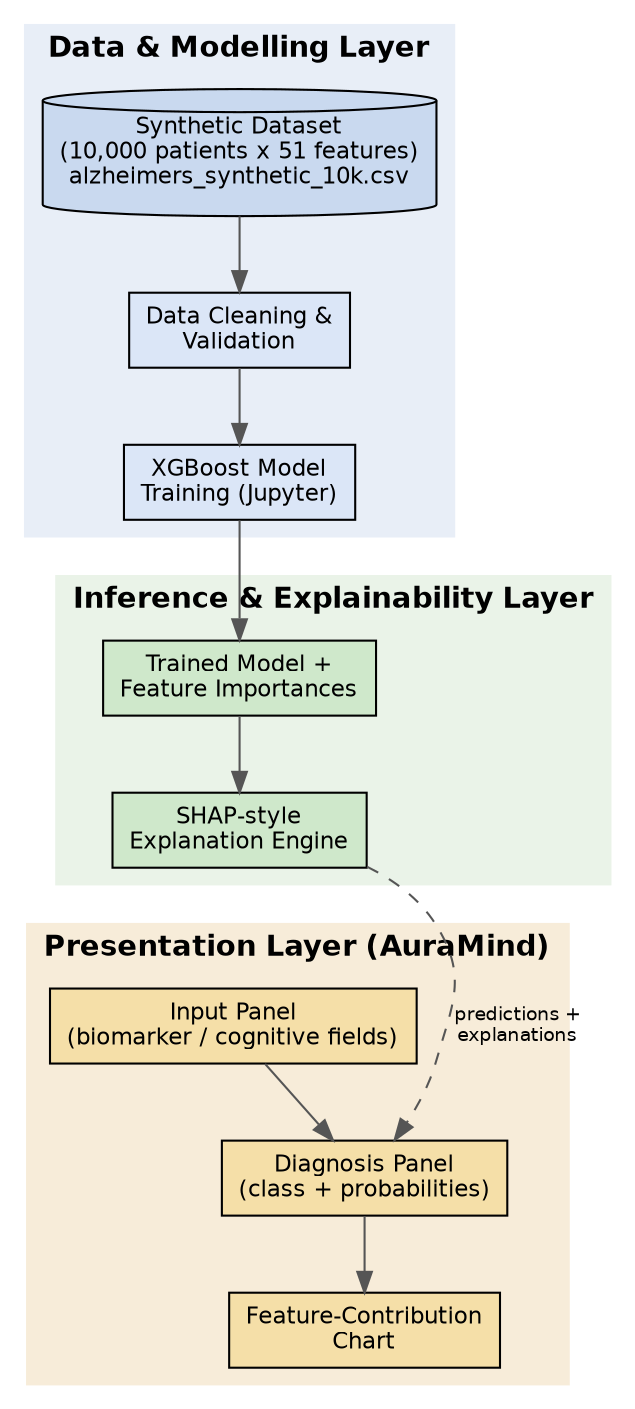 Data & Modelling Layer
Synthetic Dataset
(10,000 patients x 51 features)
alzheimers_synthetic_10k.csv
Data Cleaning &
Validation
XGBoost Model
Training (Jupyter)
Inference & Explainability Layer
Trained Model +
Feature Importances
SHAP-style
Explanation Engine
Presentation Layer (AuraMind)
Input Panel
(biomarker / cognitive fields)
predictions +
explanations
Diagnosis Panel
(class + probabilities)
Feature-Contribution
Chart